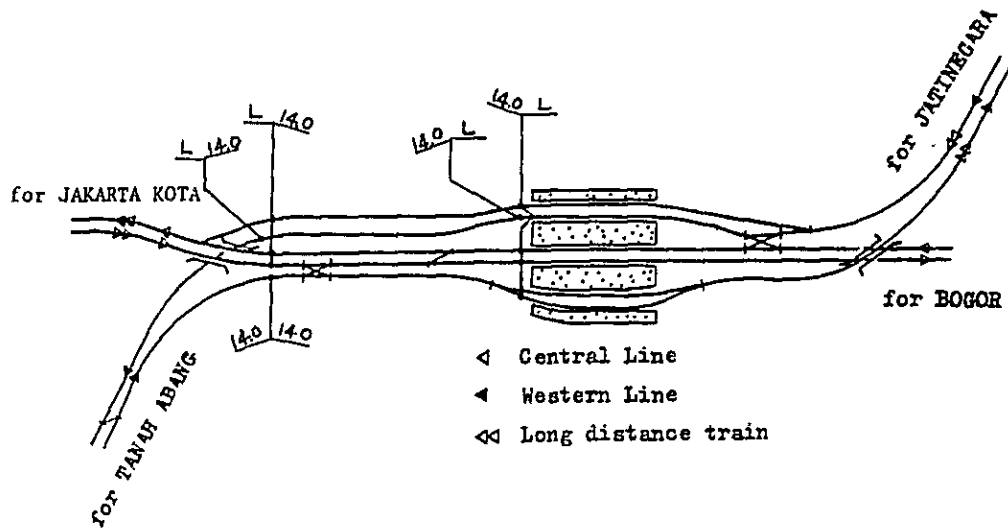 for JATINEGARA
L 14.0
14.0 L
L 14.0
14.0 L
for JAKARTA KOTA
for BOGOR
14.0 14.0
Central Line
Western Line
Long distance train
for TANAH ABANG